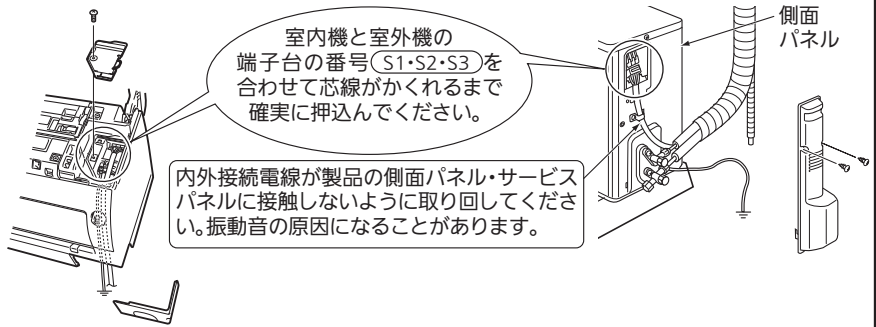 室内機と室外機の
端子台の番号(S1・S2・S3)を
合わせて芯線がかくれるまで
確実に押込んでください。
側面
パネル
内外接続電線が製品の側面パネル・サービス
パネルに接触しないように取り回してくださ
い。振動音の原因になることがあります。